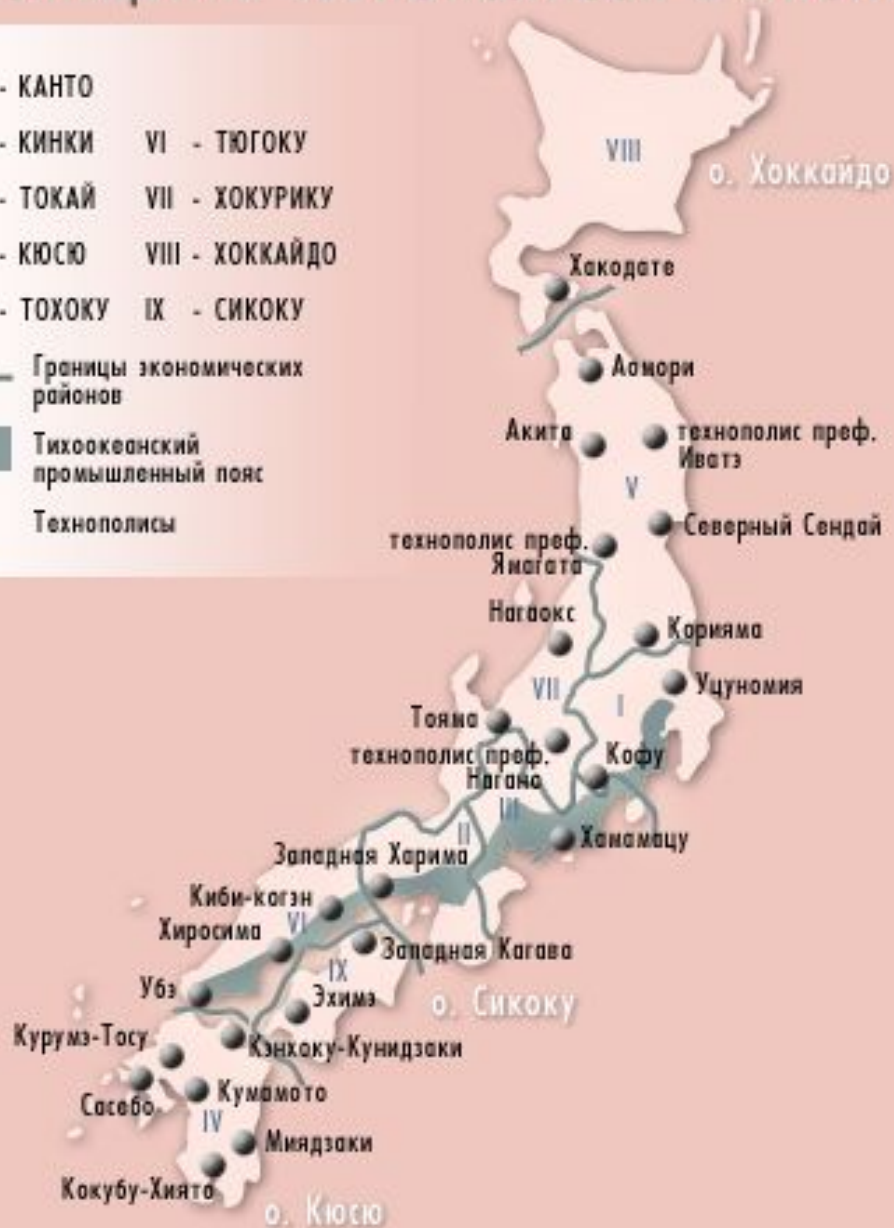 - КАНТО
- КИНКИ VI - ТЮГОКУ
- ТОКАЙ VII - ХОКУРИКУ
- КЮСЮ VIII - ХОККАЙДО
- ТОХОКУ IX - СИКОКУ
Границы экономических
районов
Тихоокеанский
промышленный пояс
Технополисы
VIII
о. Хоккайдо
Хакодате
Аомори
Акита
технополис преф.
Иватэ
V
Северный Сендай
технополис преф.
Ямагата
Нагаокс
Корияма
VII
I
Уцуномия
Тояма
технополис преф.
Нагано
Кофу
III
II
Хамамацу
Западная Харима
Киби-когэн
VI
Хиросима
Западная Кагава
IX
Убэ
Эхимэ
о. Сикоку
Курумэ-Тосу
Кэнхоку-Кунидзаки
Сасебо
Кумамото
IV
Миядзаки
Кокубу-Хиято
о. Кюсю